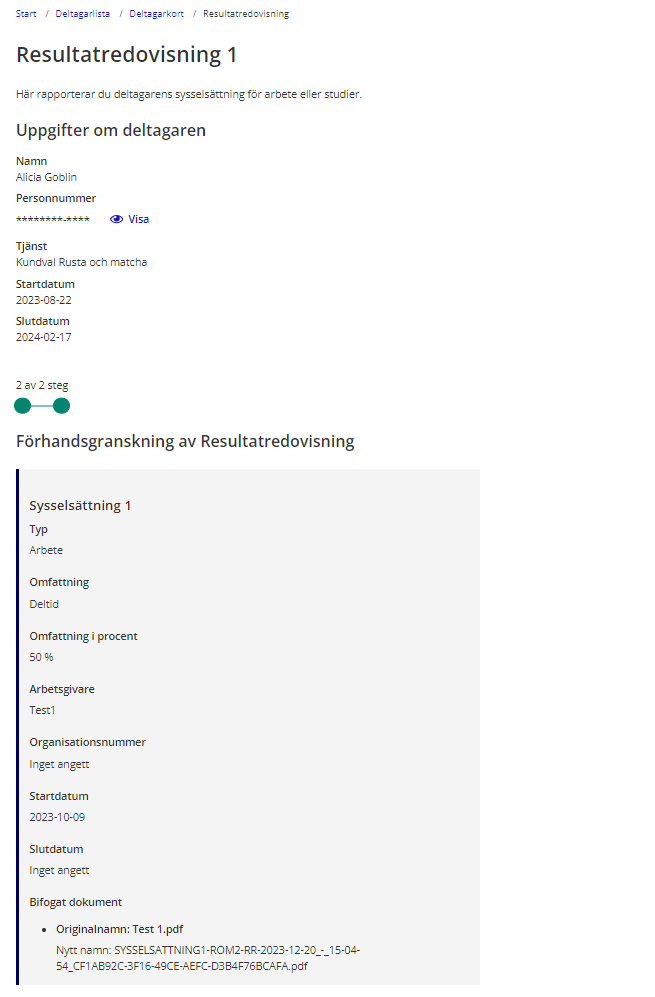 Start / Deltagarlista / Deltagarkort / Resultatredovisning
Resultatredovisning 1
Här rapporterar du deltagarens sysselsättning för arbete eller studier.
Uppgifter om deltagaren
Namn
Alicia Goblin
Personnummer
********-**** Visa
Tjänst
Kundval Rusta och matcha
Startdatum
2023-08-22
Slutdatum
2024-02-17
2 av 2 steg
Förhandsgranskning av Resultatredovisning
Sysselsättning 1
Typ
Arbete
Omfattning
Deltid
Omfattning i procent
50 %
Arbetsgivare
Test1
Organisationsnummer
Inget angett
Startdatum
2023-10-09
Slutdatum
Inget angett
Bifogat dokument
• Originalnamn: Test 1.pdf
Nytt namn: SYSSELSATTNING1-ROM2-RR-2023-12-20_-_15-04-
54_CF1AB92C-3F16-49CE-AEFC-D3B4F76BCAFA.pdf